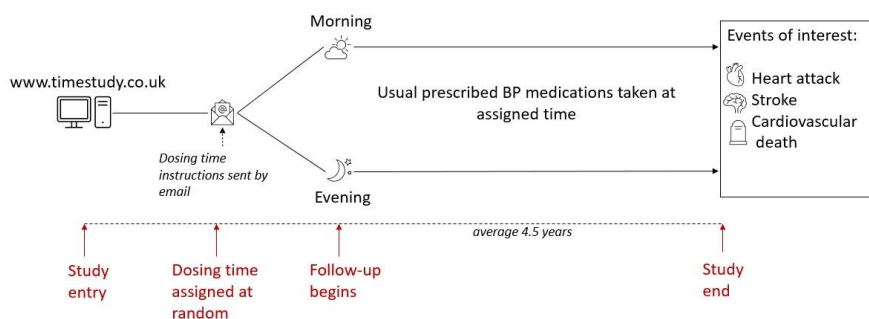 Morning
www.timestudy.co.uk
@
Dosing time
instructions sent by
email
Evening
Usual prescribed BP medications taken at
assigned time
Events of interest:
Heart attack
Stroke
Cardiovascular
death
average 4.5 years
Study
entry
Dosing time
assigned at
random
Follow-up
begins
Study
end